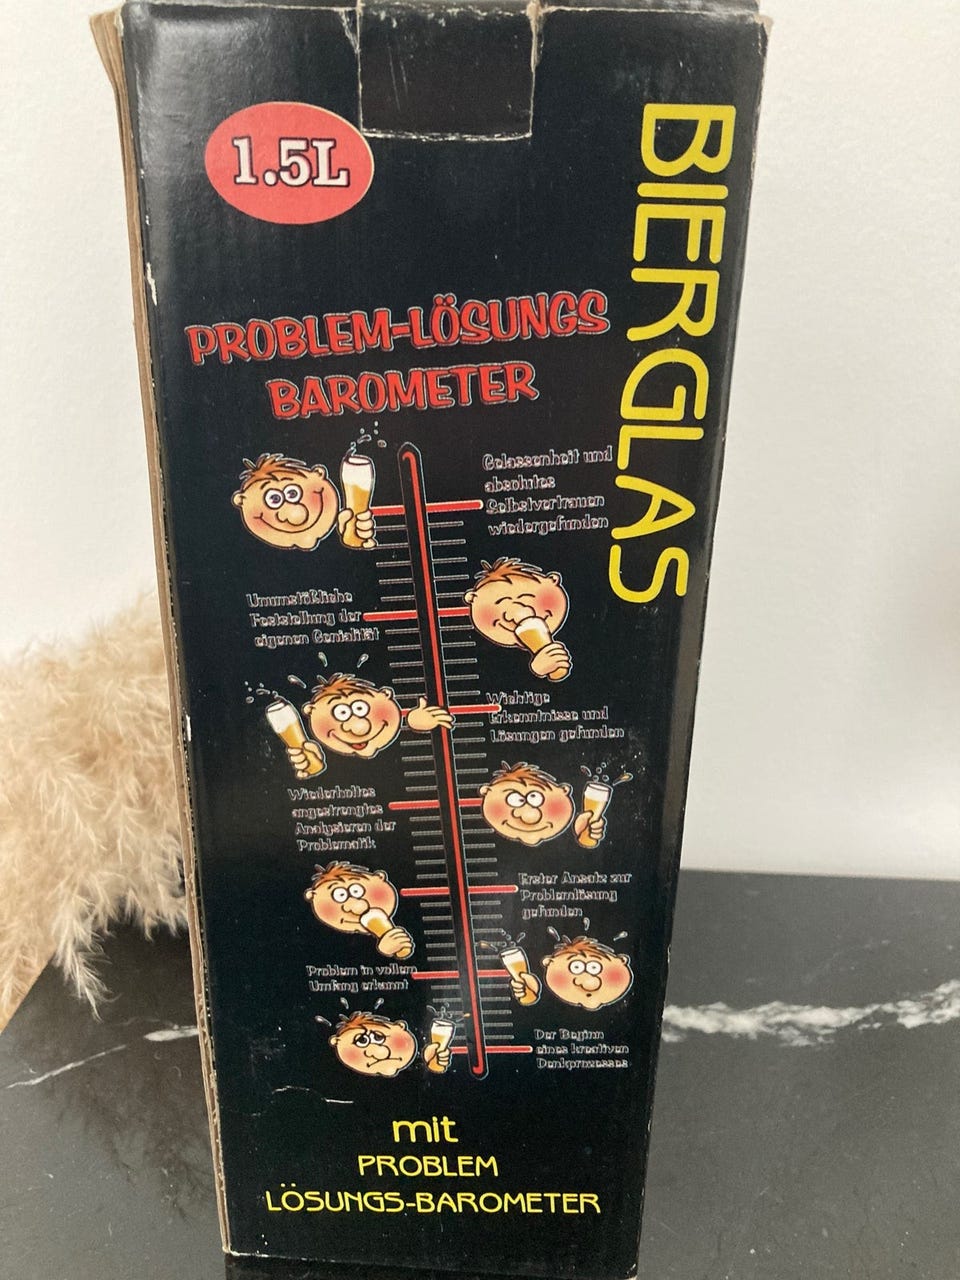 1.5L
BIERGLAS
PROBLEM-LÖSUNGS
BAROMETER
Gelassenheit und
absolutes
Selbstvertrauen
wiedergefunden
Unumstößliche
Feststellung der
eigenen Genialität
Wichtige
Erkenntnisse und
Lösungen gefunden
Wiederholtes
angestrengtes
Analysieren der
Problematik
Erster Ansatz zur
Problemlösung
gefunden
Problem in vollem
Umfang erkannt
Der Beginn
eines kreativen
Denkprozesses
mit
PROBLEM
LÖSUNGS-BAROMETER